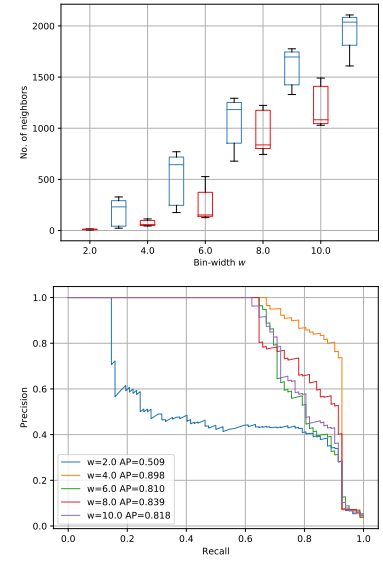 2000
1500
1000
500
0
No. of neighbors
2.0 4.0 6.0 8.0 10.0
Bin-width w
1.0
0.8
0.6
0.4
0.2
0.0
Precision
w=2.0 AP=0.509
w=4.0 AP=0.898
w=6.0 AP=0.810
w=8.0 AP=0.839
w=10.0 AP=0.818
0.0 0.2 0.4 0.6 0.8 1.0
Recall